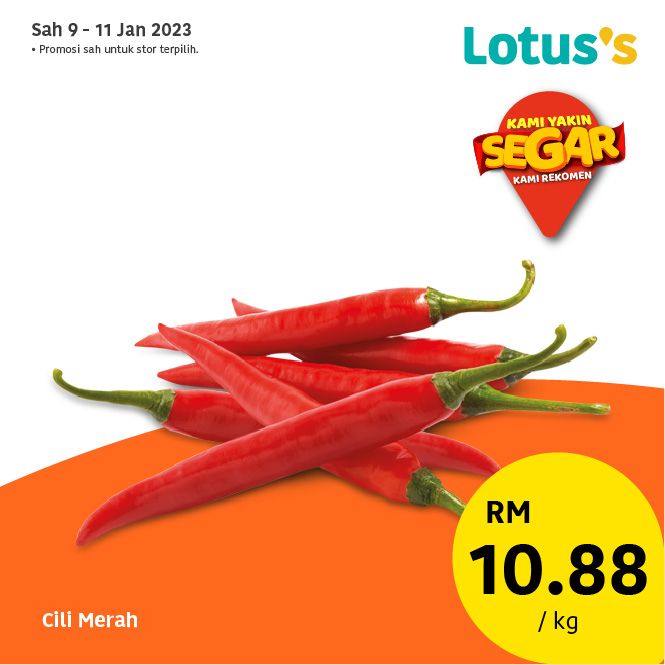 Sah 9 - 11 Jan 2023
• Promosi sah untuk stor terpilih.
Lotus's
KAMI YAKIN
SEGAR
KAMI REKOMEN
RM
10.88
/ kg
Cili Merah